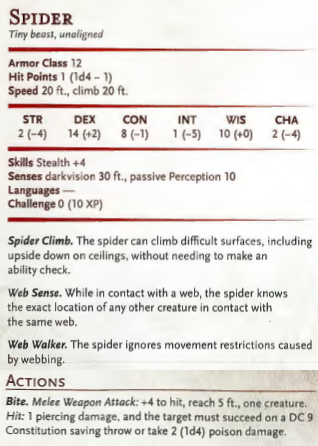 SPIDER
Tiny beast, unaligned
Armor Class 12
Hit Points 1 (1d4 – 1)
Speed 20 ft., climb 20 ft.
STR DEX CON INT WIS CHA
2 (–4) 14 (+2) 8 (–1) 1 (–5) 10 (+0) 2 (–4)
Skills Stealth +4
Senses darkvision 30 ft., passive Perception 10
Languages —
Challenge 0 (10 XP)
Spider Climb. The spider can climb difficult surfaces, including
upside down on ceilings, without needing to make an
ability check.
Web Sense. While in contact with a web, the spider knows
the exact location of any other creature in contact with
the same web.
Web Walker. The spider ignores movement restrictions caused
by webbing.
ACTIONS
Bite. Melee Weapon Attack: +4 to hit, reach 5 ft., one creature.
Hit: 1 piercing damage, and the target must succeed on a DC 9
Constitution saving throw or take 2 (1d4) poison damage.